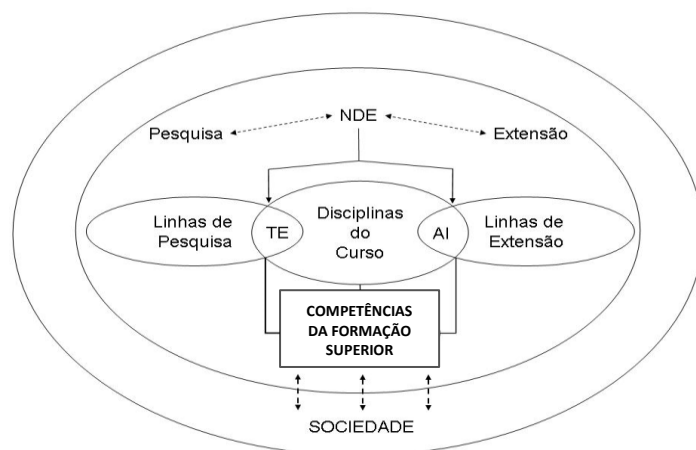 NDE
Pesquisa
Extensão
Linhas de
Pesquisa
TE
Disciplinas
do
Curso
AI
Linhas de
Extensão
COMPETÊNCIAS
DA FORMAÇÃO
SUPERIOR
SOCIEDADE